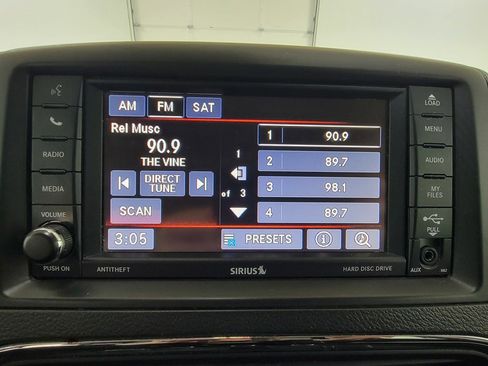 AM FM SAT
Rel Musc
90.9
THE VINE
DIRECT TUNE
SCAN
1
of 3
1 90.9
2 89.7
3 98.1
4 89.7
3:05
PRESETS
RADIO
MEDIA
VOLUME
PUSH ON
ANTITHEFT
SIRIUS
HARD DISC DRIVE
LOAD
MENU
AUDIO
MY FILES
PULL
AUX